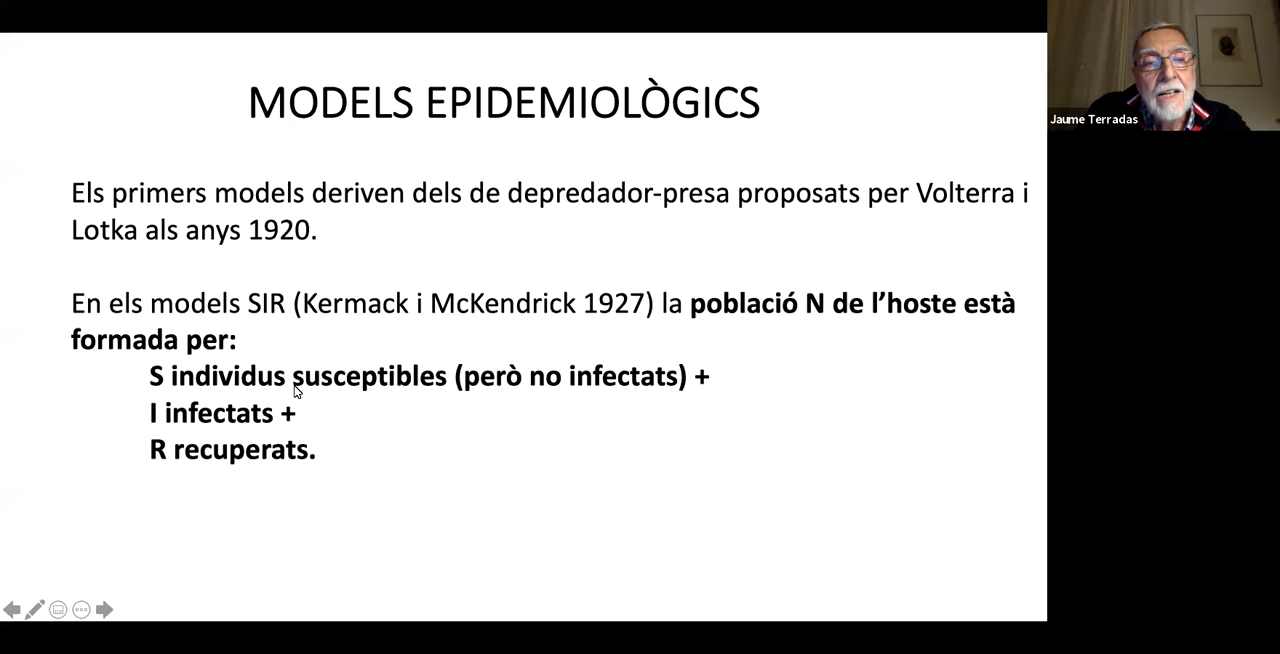 MODELS EPIDEMIOLÒGICS
Els primers models deriven dels de depredador-presa proposats per Volterra i
Lotka als anys 1920.
En els models SIR (Kermack i McKendrick 1927) la població N de l’hoste està
formada per:
S individus susceptibles (però no infectats) +
I infectats +
R recuperats.
Jaume Terradas